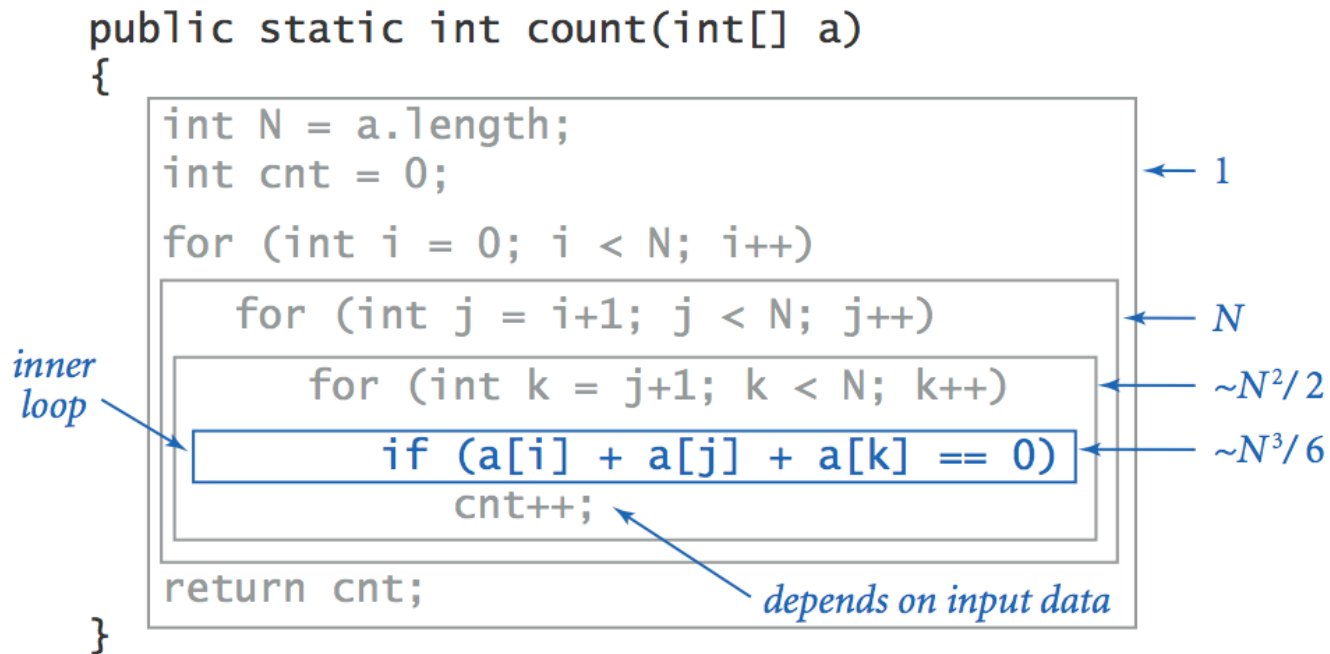 public static int count(int[] a)
{
int N = a.length;
int cnt = 0;
1
for (int i = 0; i < N; i++)
for (int j = i+1; j < N; j++)
N
inner
loop
for (int k = j+1; k < N; k++)
~N²/ 2
if (a[i] + a[j] + a[k] == 0)
~N³/ 6
cnt++;
return cnt;
depends on input data
}